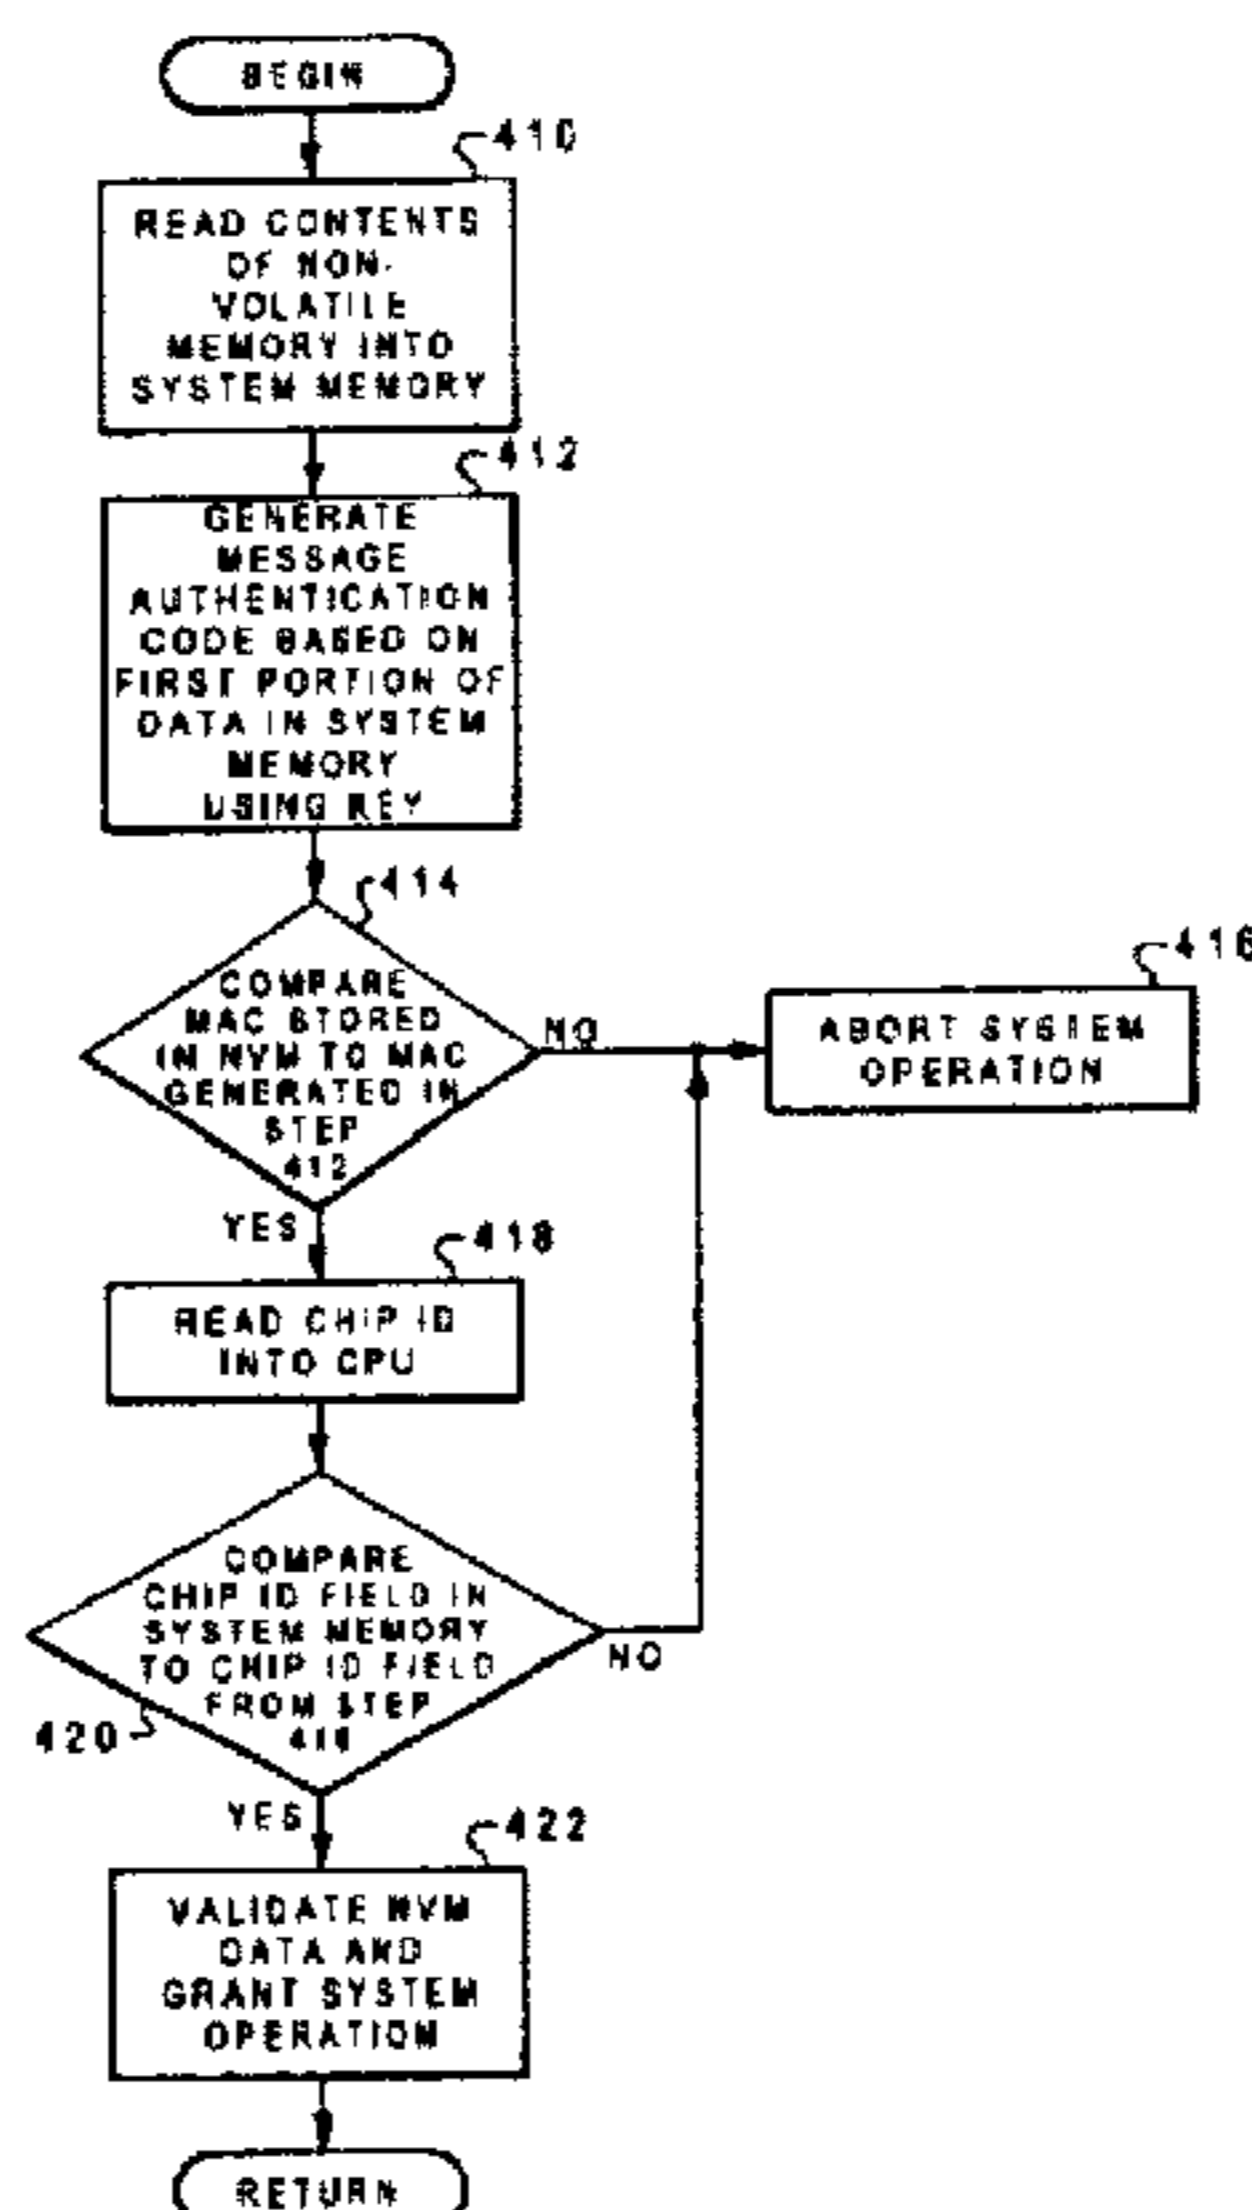 BEGIN
410
READ CONTENTS
OF NON-
VOLATILE
MEMORY INTO
SYSTEM MEMORY
412
GENERATE
MESSAGE
AUTHENTICATION
CODE BASED ON
FIRST PORTION OF
DATA IN SYSTEM
MEMORY
USING KEY
414
COMPARE
MAC STORED
IN NVM TO MAC
GENERATED IN
STEP
412
NO
416
ABORT SYSTEM
OPERATION
YES
418
READ CHIP ID
INTO CPU
COMPARE
CHIP ID FIELD IN
SYSTEM MEMORY
TO CHIP ID FIELD
FROM STEP
NO
420
YES
422
VALIDATE NVM
DATA AND
GRANT SYSTEM
OPERATION
RETURN